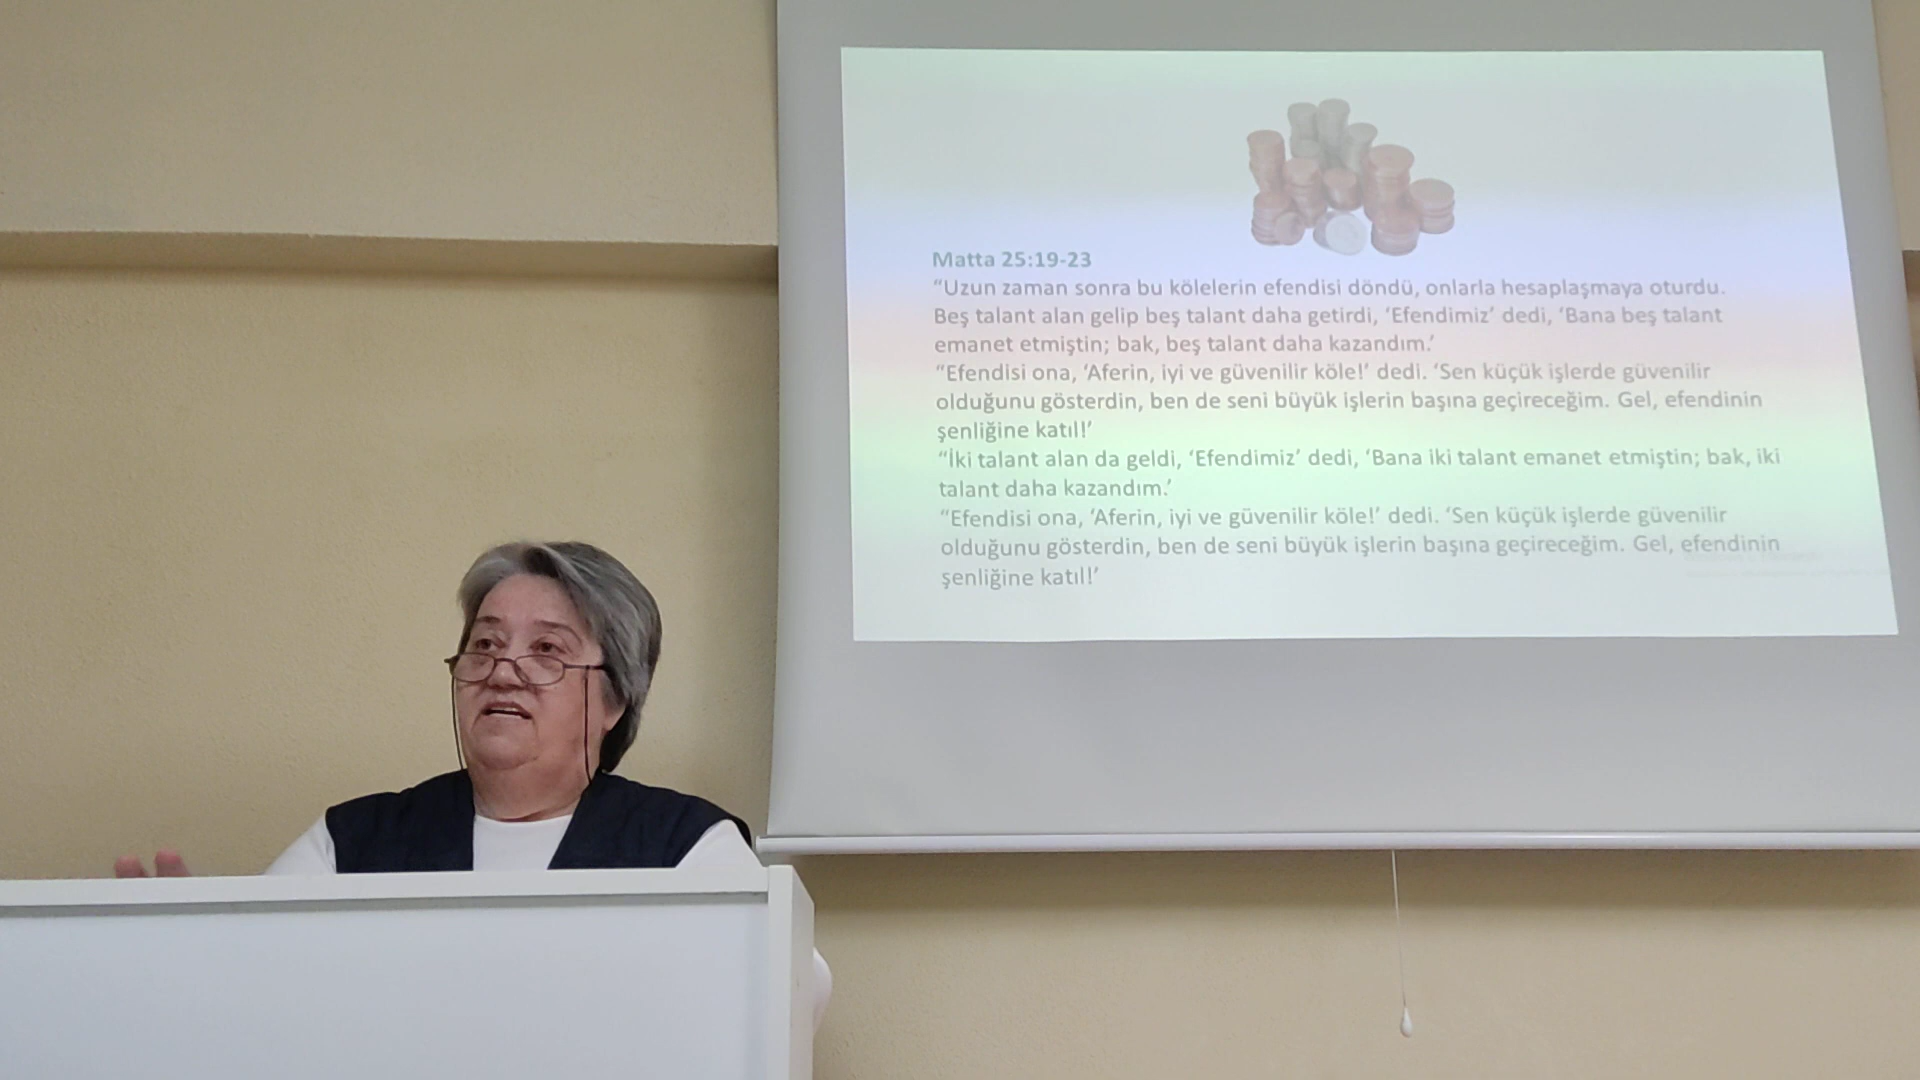 Matta 25:19-23
“Uzun zaman sonra bu kölelerin efendisi döndü, onlarla hesaplaşmaya oturdu.
Beş talant alan gelip beş talant daha getirdi, ‘Efendimiz’ dedi, ‘Bana beş talant
emanet etmiştin; bak, beş talant daha kazandım.’
“Efendisi ona, ‘Aferin, iyi ve güvenilir köle!’ dedi. ‘Sen küçük işlerde güvenilir
olduğunu gösterdin, ben de seni büyük işlerin başına geçireceğim. Gel, efendinin
şenliğine katıl!’
“İki talant alan da geldi, ‘Efendimiz’ dedi, ‘Bana iki talant emanet etmiştin; bak, iki
talant daha kazandım.’
“Efendisi ona, ‘Aferin, iyi ve güvenilir köle!’ dedi. ‘Sen küçük işlerde güvenilir
olduğunu gösterdin, ben de seni büyük işlerin başına geçireceğim. Gel, efendinin
şenliğine katıl!’